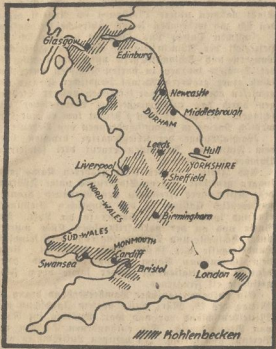 Glasgow
Edinburg
Newcastle
DURHAM
Middlesbrough
Leeds
Hull
YORKSHIRE
Liverpool
Sheffield
NORD-WALES
Birmingham
SÜD-WALES
MONMOUTH
Swansea
Cardiff
Bristol
London
Kohlenbecken